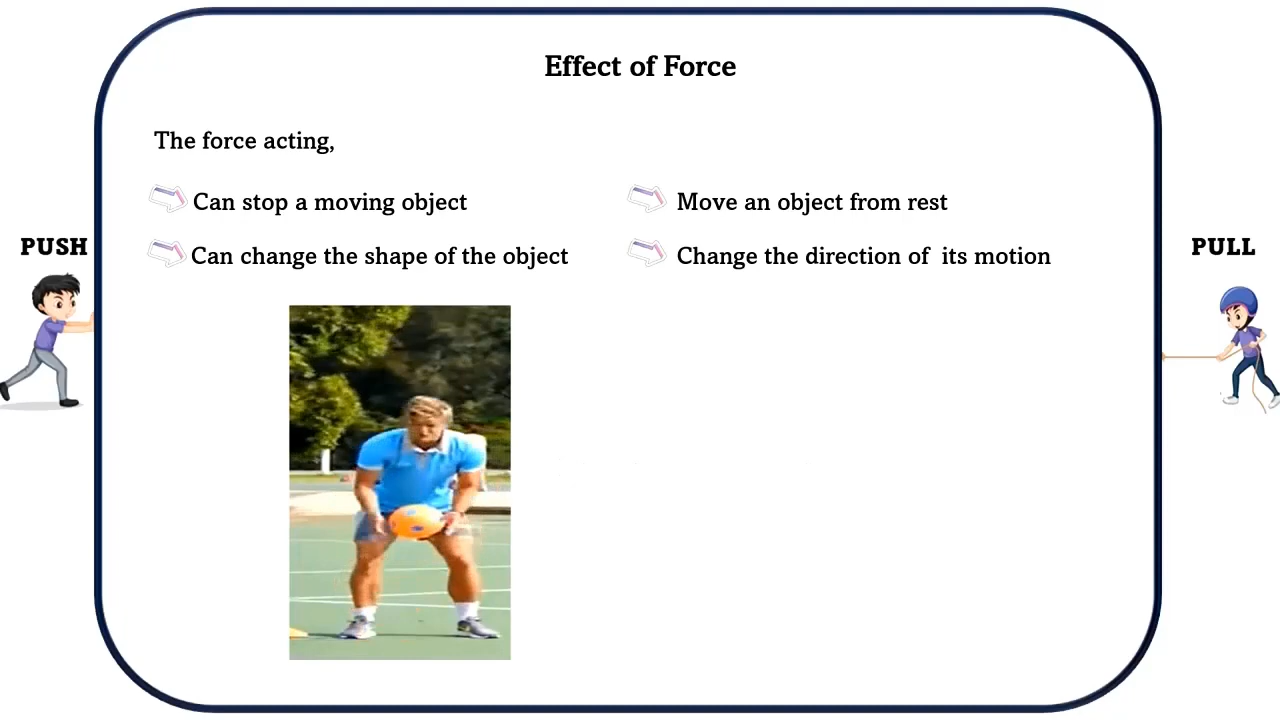 Effect of Force
The force acting,
Can stop a moving object
Move an object from rest
Can change the shape of the object
Change the direction of its motion
PUSH
PULL